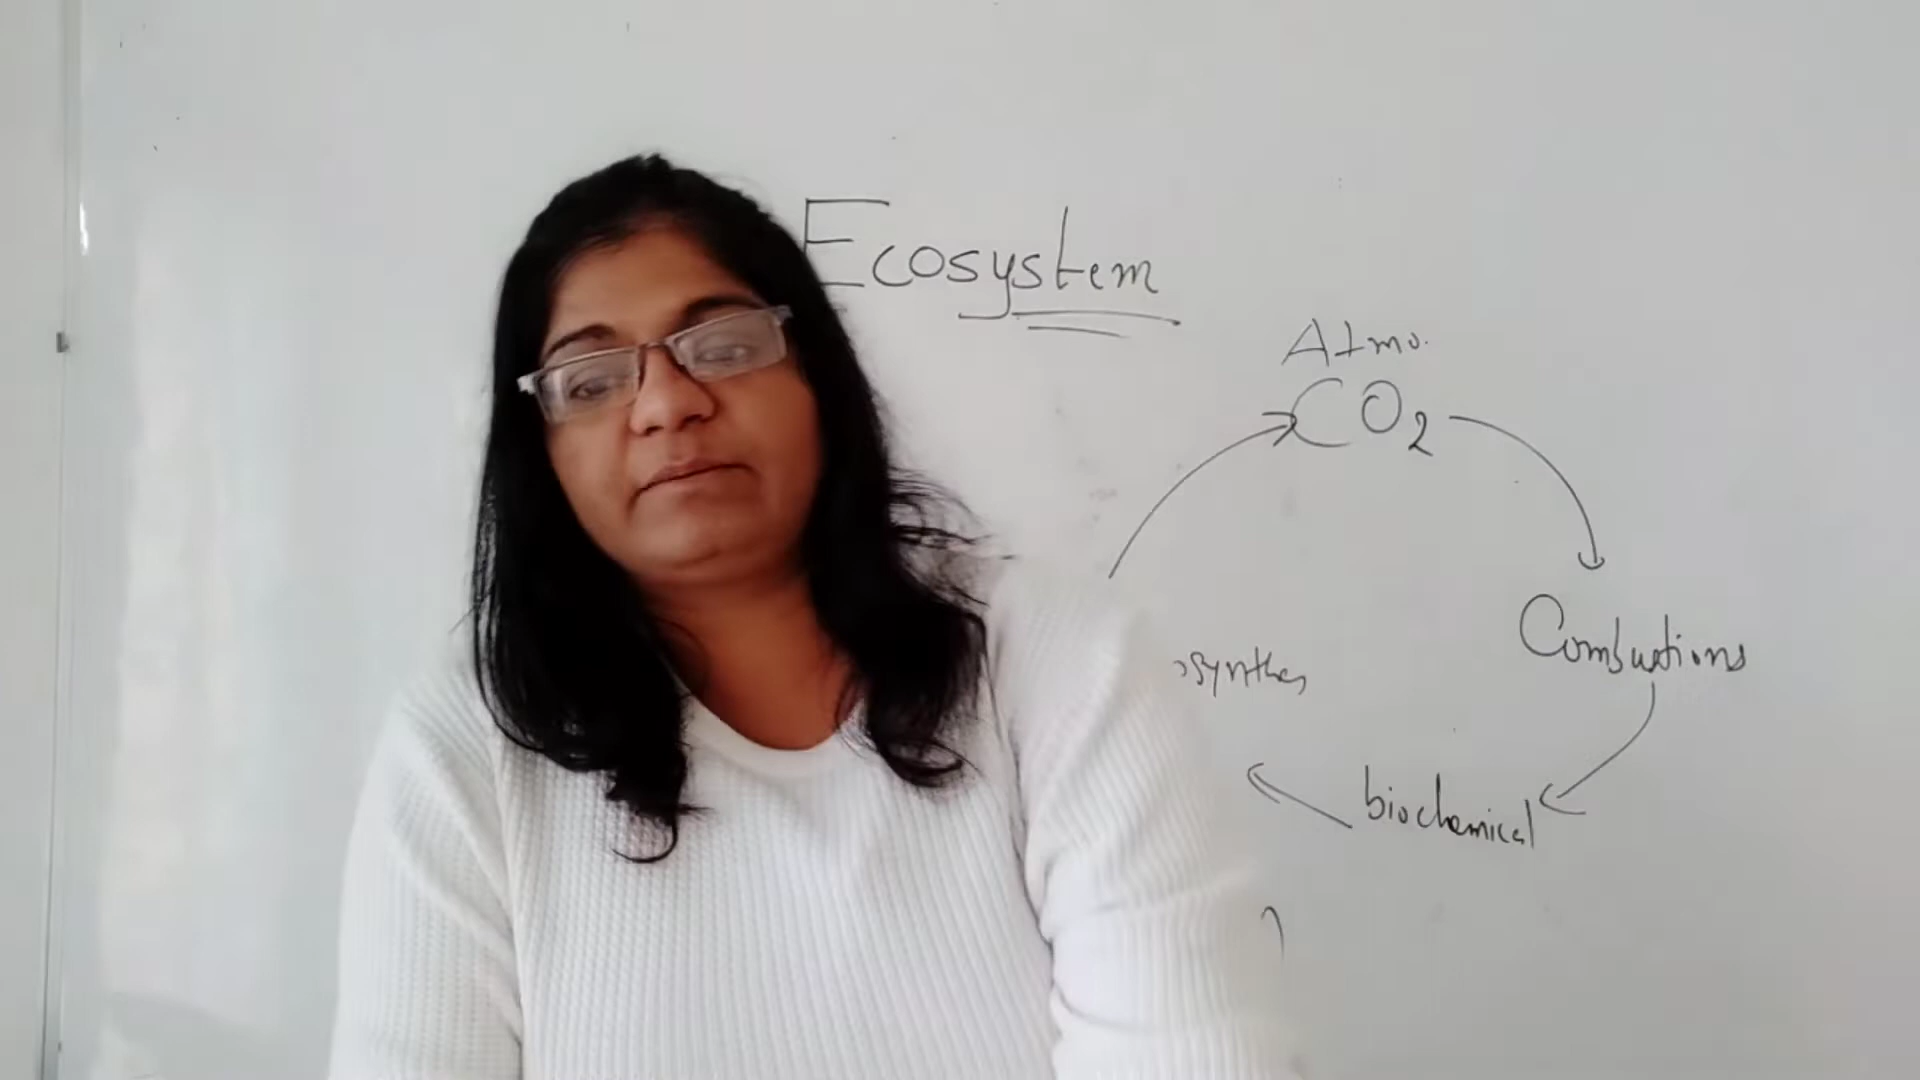 Ecosystem
Atmo.
CO2
Combustions
synthes
biochemical